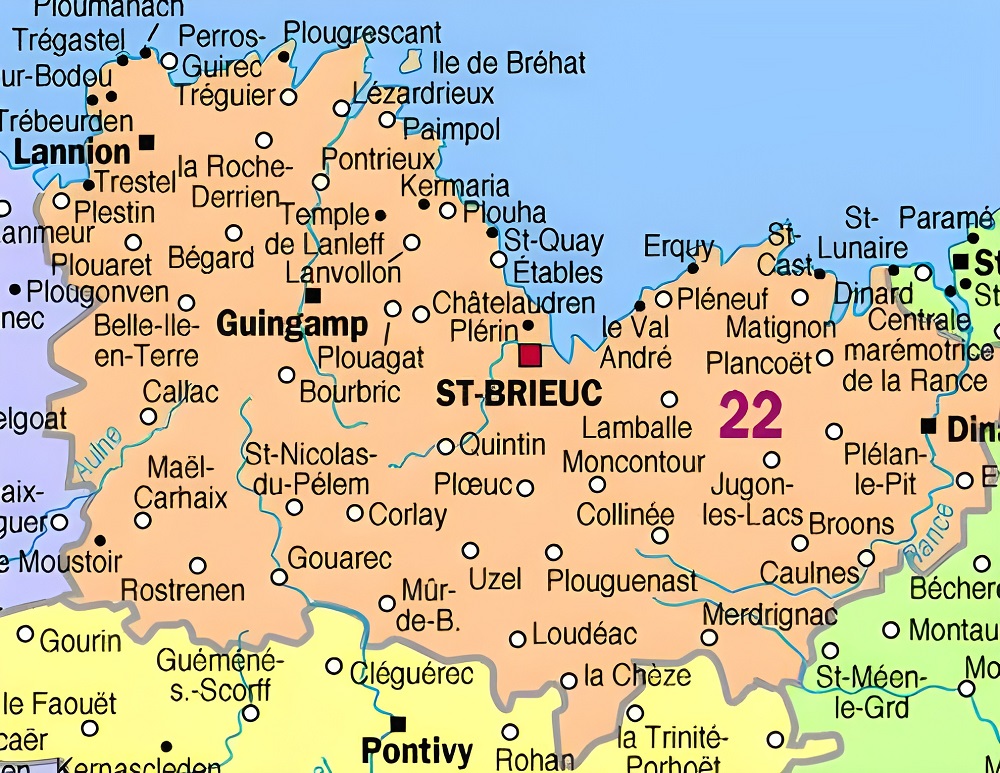 Ploumanach
Trégastel
Perros-
Guirec
Plougrescant
Ile de Bréhat
ur-Bodou
Tréguier
Lézardrieux
Trébeurden
Paimpol
Lannion
la Roche-
Derrien
Pontrieux
Trestel
Kermaria
Plestin
Temple
de Lanleff
Plouha
anmeur
St-Quay
Erquy
St-
Cast
St-
Lunaire
Paramé
Plouaret
Bégard
Lanvollon
Étables
St
St
Plougonven
nec
Châtelaudren
Pléneuf
Dinard
Belle-Ile-
en-Terre
Guingamp
Plérin
le Val
André
Matignon
Centrale
marémotrice
de la Rance
Plouagat
Plancoët
Callac
Bourbric
ST-BRIEUC
22
elgoat
Aulne
Lamballe
Din
Quintin
Maël-
Carhaix
St-Nicolas-
du-Pélem
Moncontour
Plélan-
le-Pit
Plœuc
Jugon-
les-Lacs
E
aix-
guer
Corlay
Collinée
Broons
Rance
e Moustoir
Gouarec
Uzel
Plouguenast
Caulnes
Rostrenen
Mûr-
de-B.
Bécher
Merdrignac
Gourin
Loudéac
Montau
Guéméné-
s.-Scorff
Cléguérec
la Chèze
St-Méen-
le-Grd
Mo
le Faouët
caër
Pontivy
Rohan
la Trinité-
Porhoët
Kernascleden
en
M